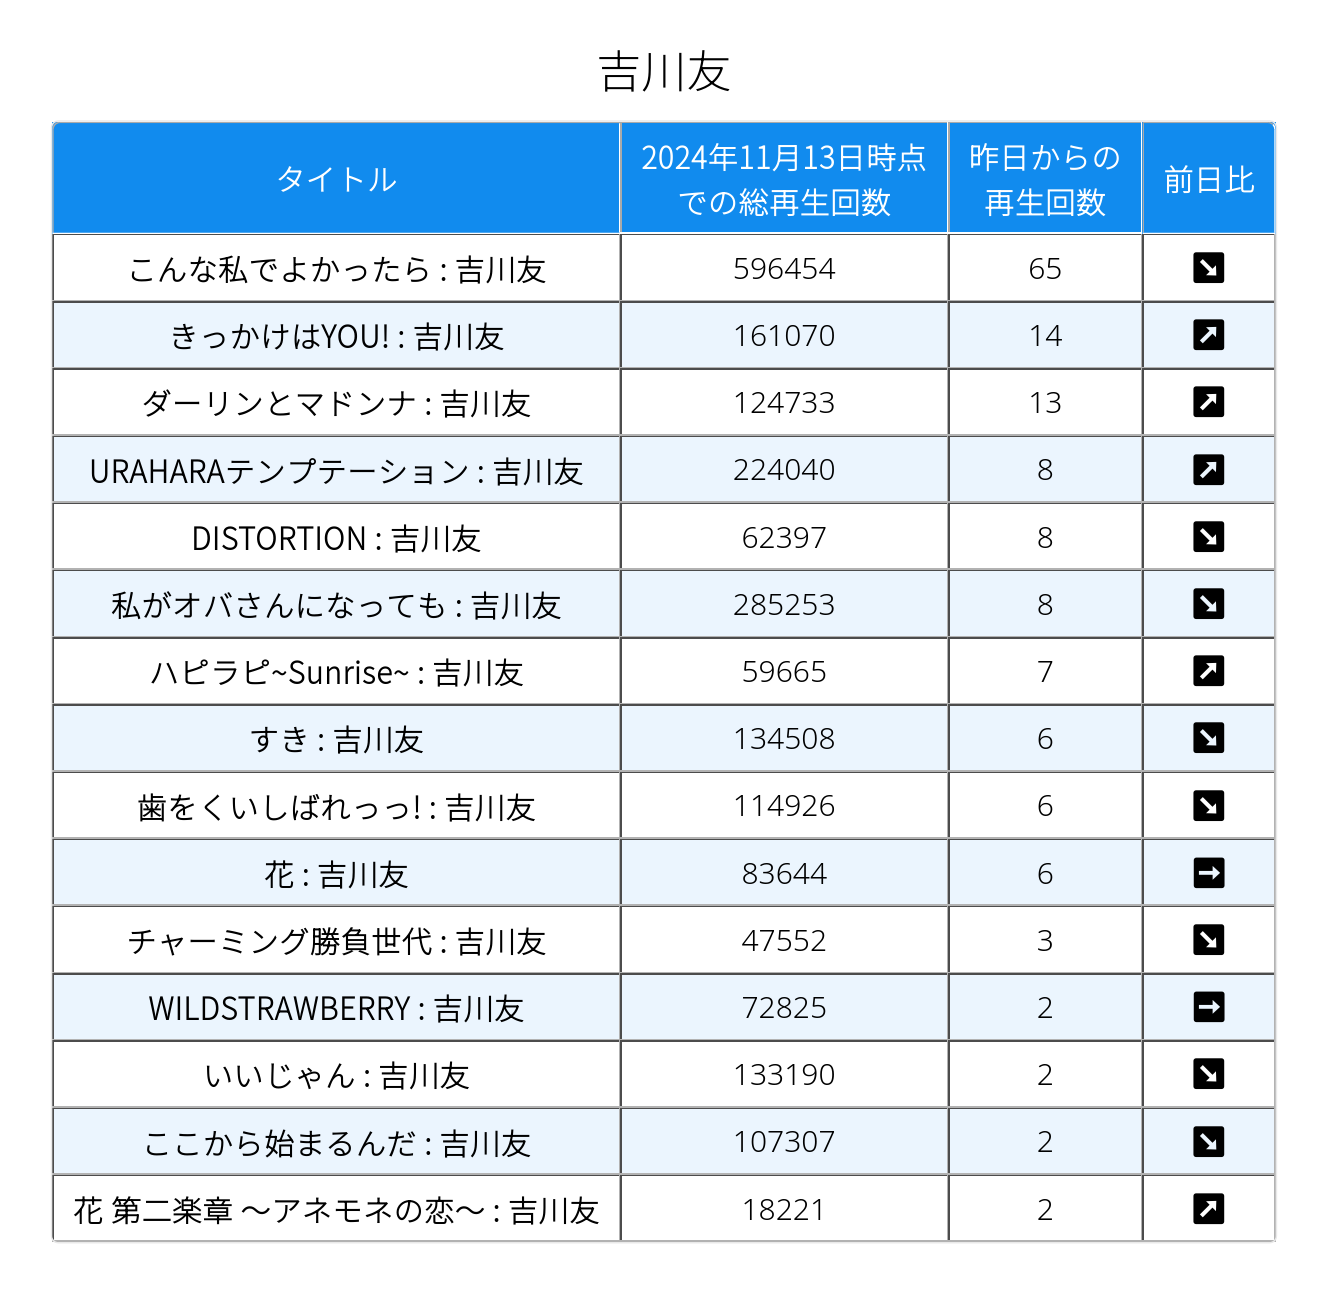 吉川友
タイトル 2024年11月13日時点 昨日からの 前日比
での総再生回数 再生回数
こんな私でよかったら : 吉川友 596454 65 ↘
きっかけはYOU! : 吉川友 161070 14 ↗
ダーリンとマドンナ : 吉川友 124733 13 ↗
URAHARAテンプテーション : 吉川友 224040 8 ↗
DISTORTION : 吉川友 62397 8 ↘
私がオバさんになっても : 吉川友 285253 8 ↘
ハピラピ~Sunrise~ : 吉川友 59665 7 ↗
すき : 吉川友 134508 6 ↘
歯をくいしばれっっ! : 吉川友 114926 6 ↘
花 : 吉川友 83644 6 →
チャーミング勝負世代 : 吉川友 47552 3 ↘
WILDSTRAWBERRY : 吉川友 72825 2 →
いいじゃん : 吉川友 133190 2 ↘
ここから始まるんだ : 吉川友 107307 2 ↘
花 第二楽章 〜アネモネの恋〜 : 吉川友 18221 2 ↗